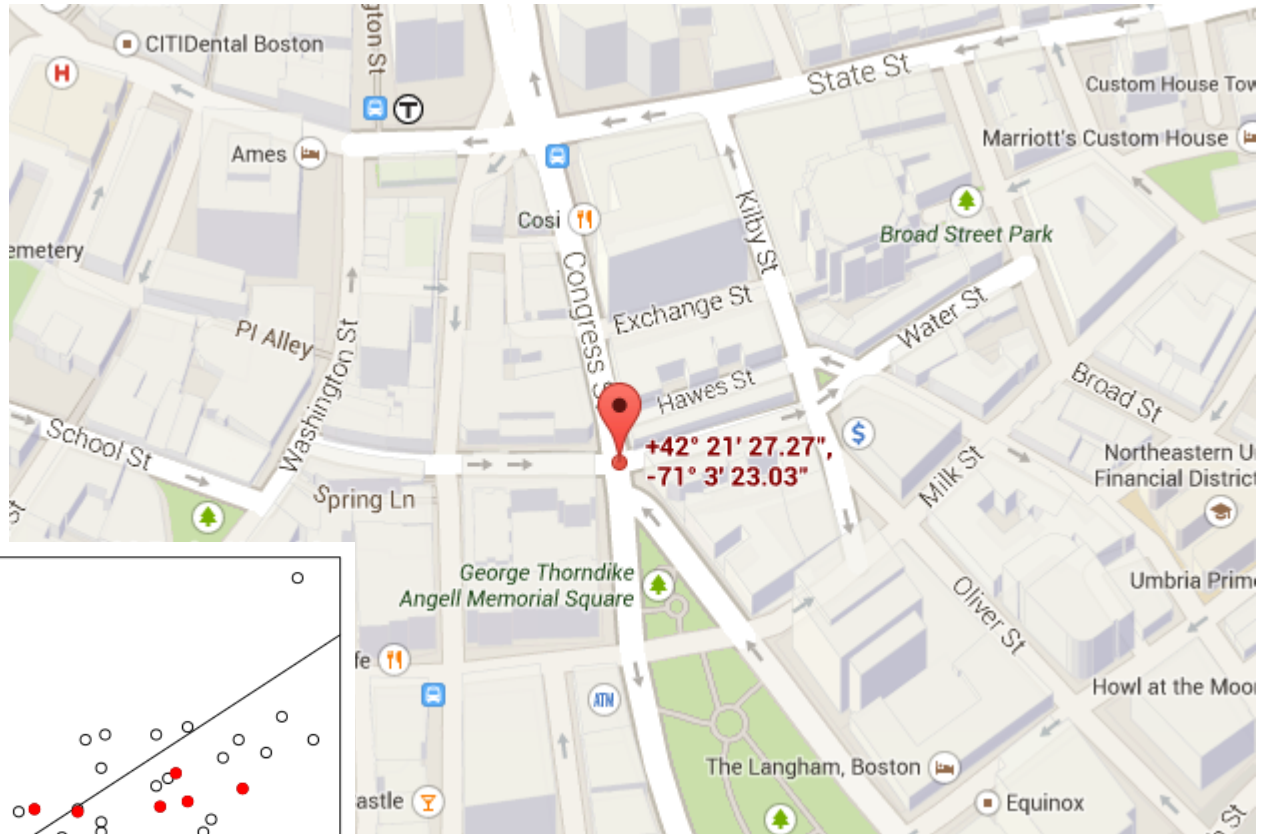 CITIDental Boston
State St
Custom House Tow
H
T
Marriott's Custom House
Ames
Cosi
Kilby St
Broad Street Park
emetery
Congress S
Exchange St
Water St
PI Alley
Washington St
Hawes St
Broad St
School St
+42° 21' 27.27",
-71° 3' 23.03"
$
Northeastern U
Financial District
Milk St
Spring Ln
George Thorndike
Angell Memorial Square
Umbria Prime
Oliver St
fe
ATM
Howl at the Moo
The Langham, Boston
astle
Equinox
St